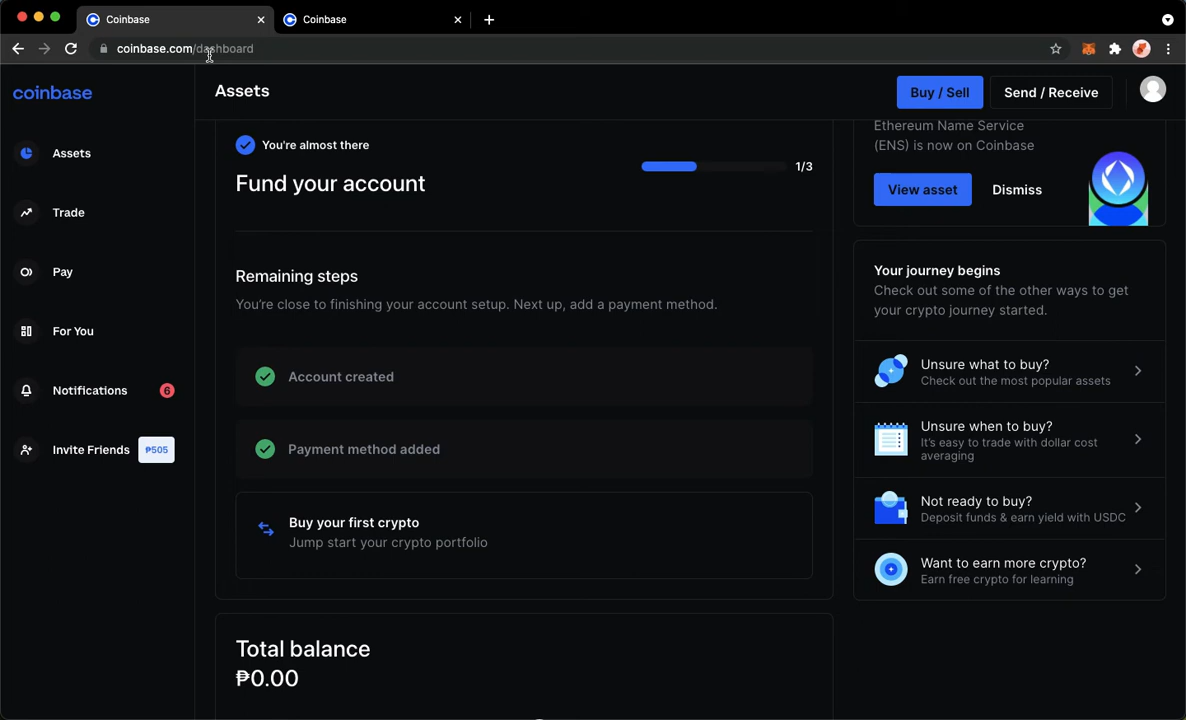 Coinbase
Coinbase
coinbase.com/dashboard
coinbase
Assets
Buy / Sell
Send / Receive
Assets
Trade
Pay
For You
Notifications
6
Invite Friends
₱505
You're almost there
Fund your account
1/3
Remaining steps
You're close to finishing your account setup. Next up, add a payment method.
Account created
Payment method added
Buy your first crypto
Jump start your crypto portfolio
Total balance
₱0.00
Ethereum Name Service
(ENS) is now on Coinbase
View asset
Dismiss
Your journey begins
Check out some of the other ways to get
your crypto journey started.
Unsure what to buy?
Check out the most popular assets
Unsure when to buy?
It's easy to trade with dollar cost
averaging
Not ready to buy?
Deposit funds & earn yield with USDC
Want to earn more crypto?
Earn free crypto for learning